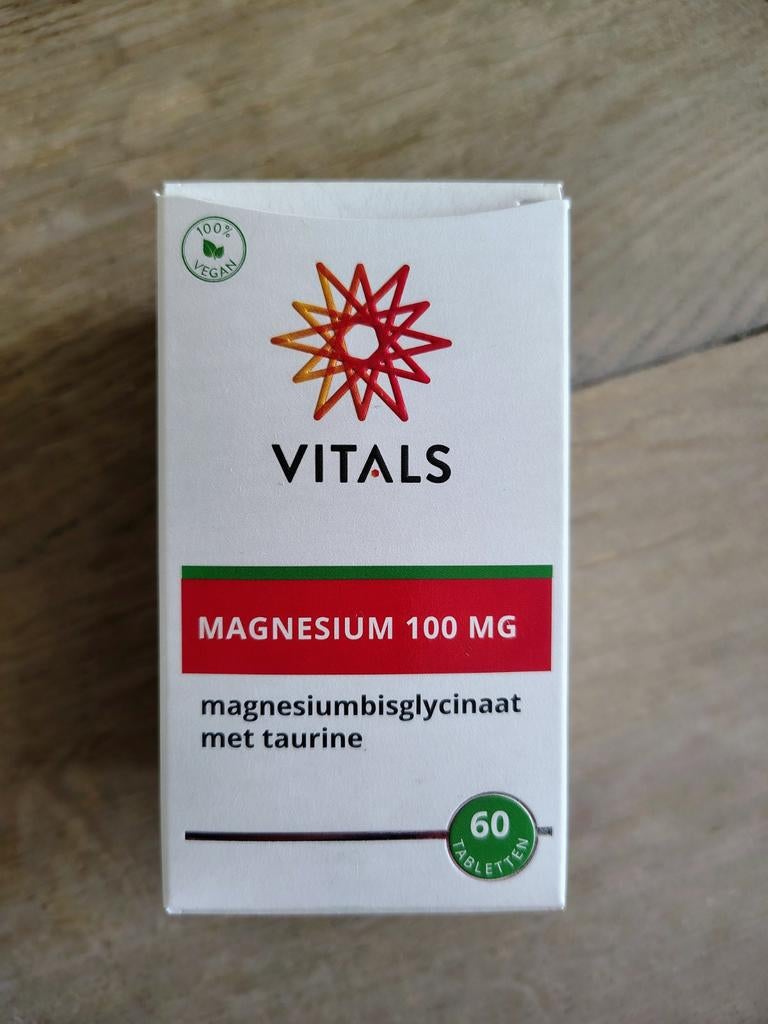 100%
VEGAN
VITALS
MAGNESIUM 100 MG
magnesiumbisglycinaat
met taurine
60
TABLETTEN